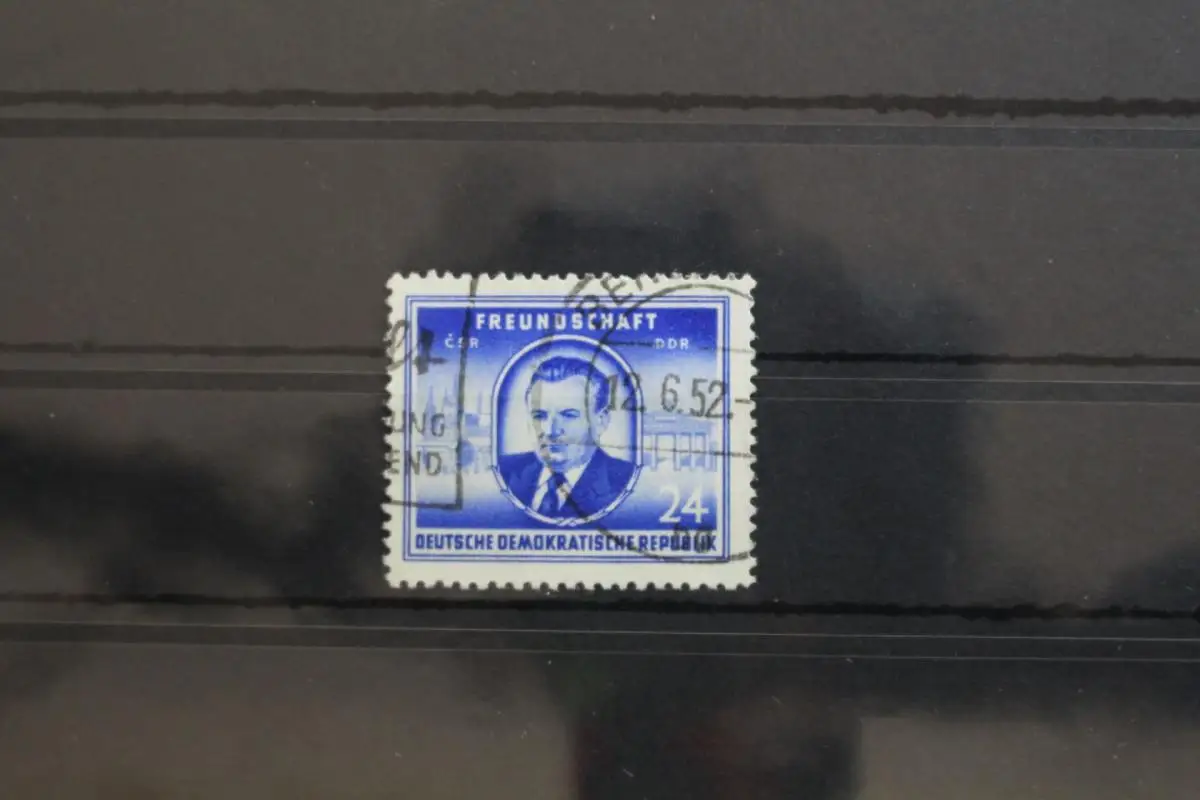 FREUNDSCHAFT
ČSR DDR
12.6.52.-
UNG
END
24
DEUTSCHE DEMOKRATISCHE REPUBLIK